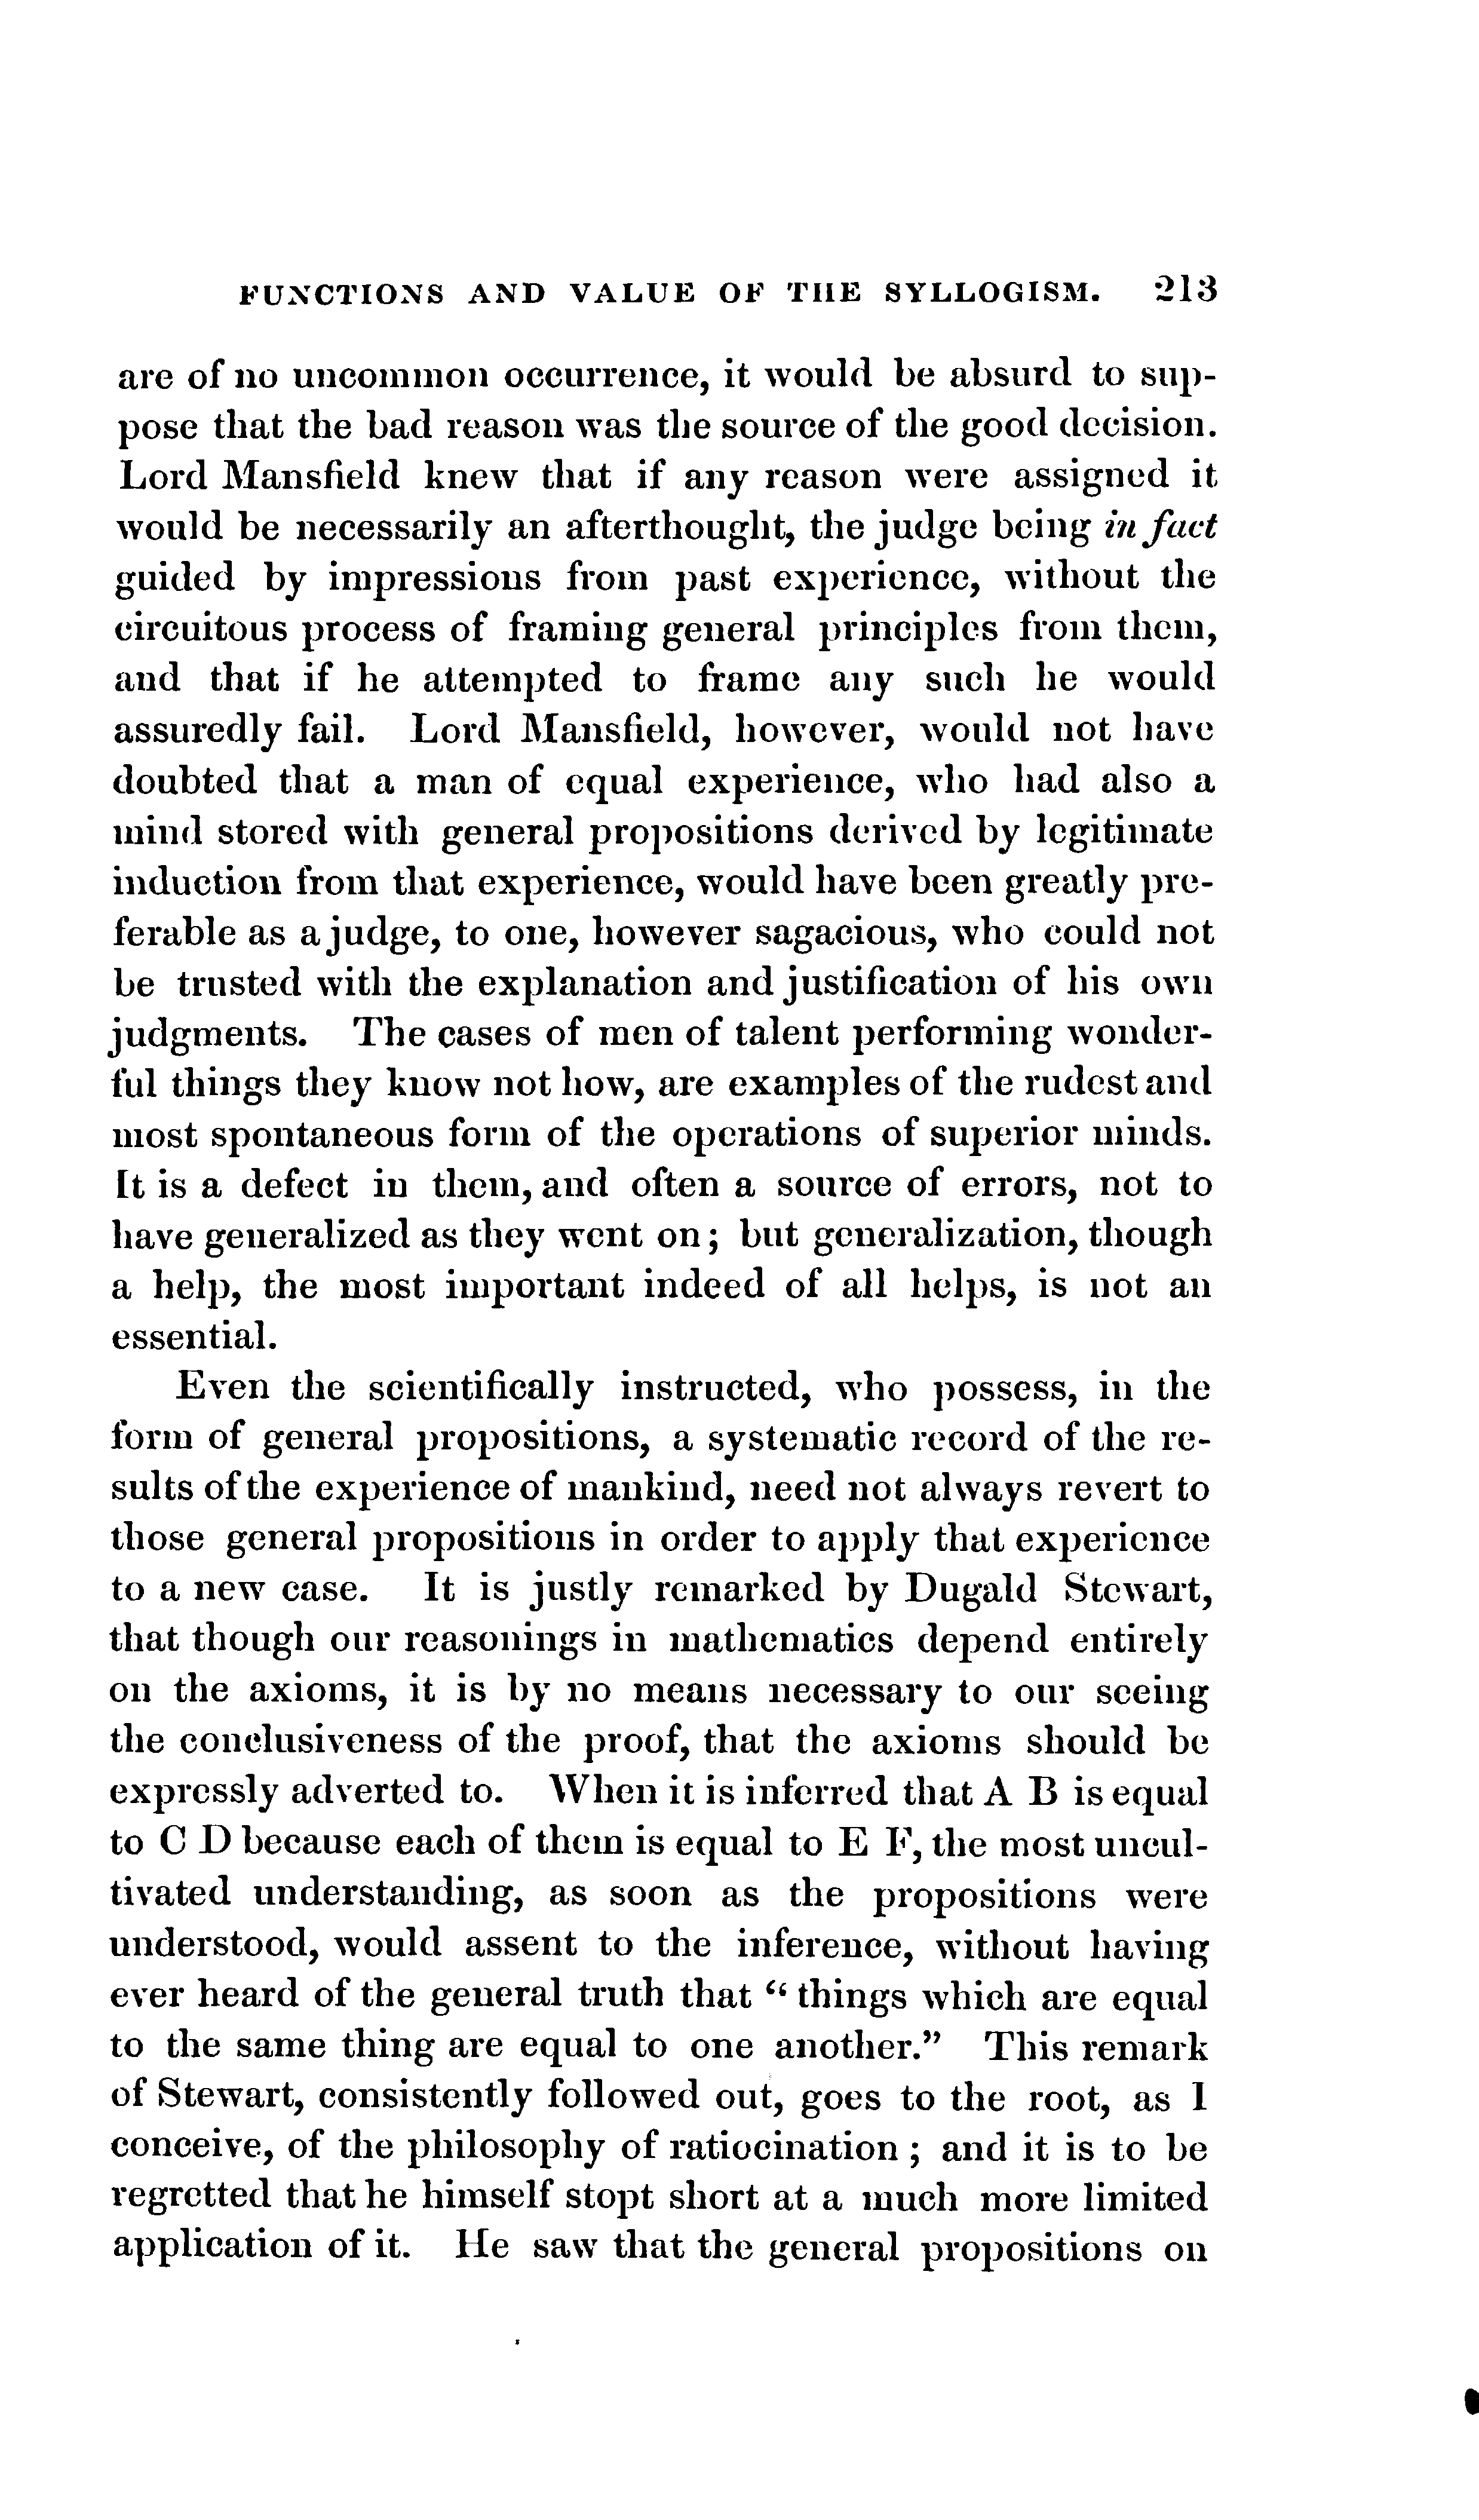 FUNCTIONS AND VALUE OF THE SYLLOGISM. 213
are of no uncommon occurrence, it would be absurd to sup-
pose that the bad reason was the source of the good decision.
Lord Mansfield knew that if any reason were assigned it
would be necessarily an afterthought, the judge being in fact
guided by impressions from past experience, without the
circuitous process of framing general principles from them,
and that if he attempted to frame any such he would
assuredly fail. Lord Mansfield, however, would not have
doubted that a man of equal experience, who had also a
mind stored with general propositions derived by legitimate
induction from that experience, would have been greatly pre-
ferable as a judge, to one, however sagacious, who could not
be trusted with the explanation and justification of his own
judgments. The cases of men of talent performing wonder-
ful things they know not how, are examples of the rudest and
most spontaneous form of the operations of superior minds.
It is a defect in them, and often a source of errors, not to
have generalized as they went on; but generalization, though
a help, the most important indeed of all helps, is not an
essential.
Even the scientifically instructed, who possess, in the
form of general propositions, a systematic record of the re-
sults of the experience of mankind, need not always revert to
those general propositions in order to apply that experience
to a new case. It is justly remarked by Dugald Stewart,
that though our reasonings in mathematics depend entirely
on the axioms, it is by no means necessary to our seeing
the conclusiveness of the proof, that the axioms should be
expressly adverted to. When it is inferred that A B is equal
to C D because each of them is equal to E F, the most uncul-
tivated understanding, as soon as the propositions were
understood, would assent to the inference, without having
ever heard of the general truth that “things which are equal
to the same thing are equal to one another.” This remark
of Stewart, consistently followed out, goes to the root, as I
conceive, of the philosophy of ratiocination; and it is to be
regretted that he himself stopt short at a much more limited
application of it. He saw that the general propositions on